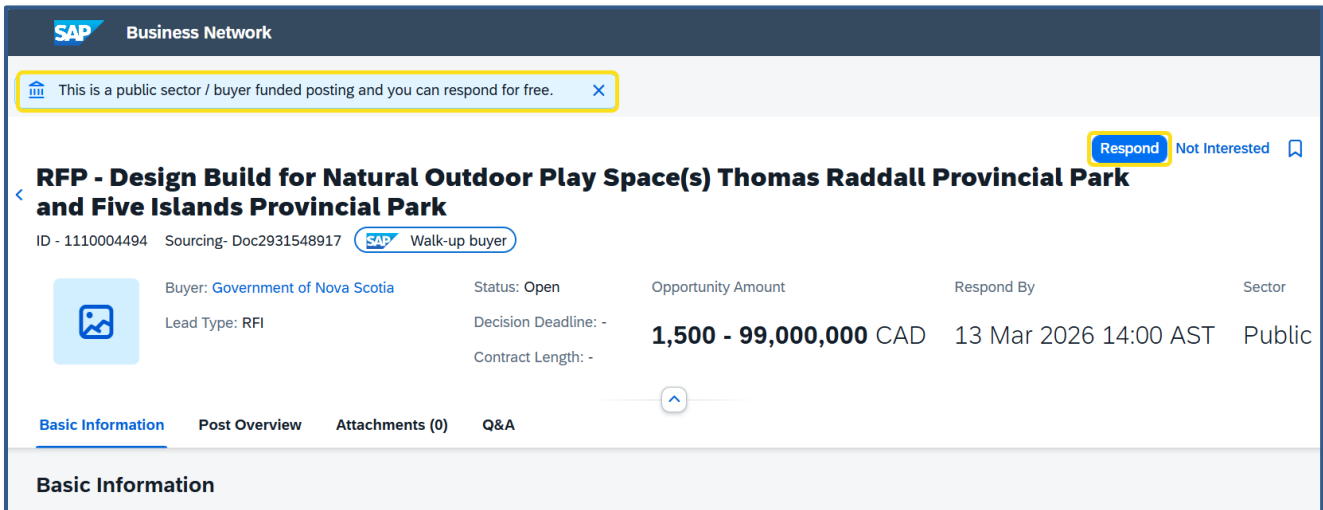 SAP Business Network
This is a public sector / buyer funded posting and you can respond for free.
Respond Not Interested
RFP - Design Build for Natural Outdoor Play Space(s) Thomas Raddall Provincial Park
and Five Islands Provincial Park
ID - 1110004494 Sourcing- Doc2931548917 SAP Walk-up buyer
Buyer: Government of Nova Scotia
Lead Type: RFI
Status: Open
Decision Deadline: -
Contract Length: -
Opportunity Amount
1,500 - 99,000,000 CAD
Respond By
13 Mar 2026 14:00 AST
Sector
Public
Basic Information Post Overview Attachments (0) Q&A
Basic Information